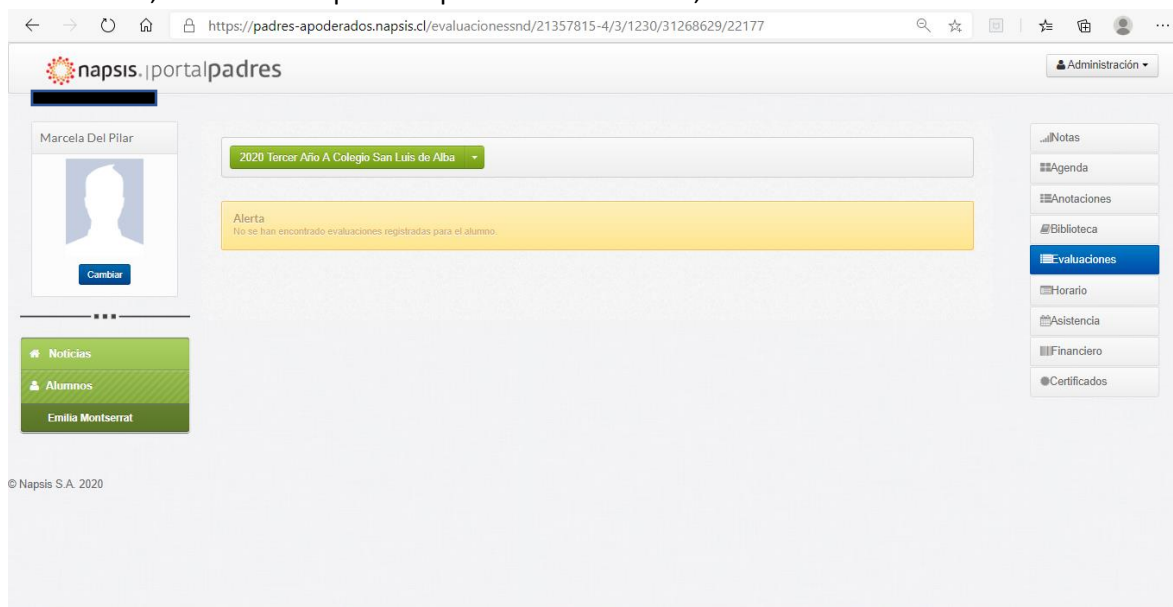 https://padres-apoderados.napsis.cl/evaluacionessnd/21357815-4/3/1230/31268629/22177
napsis. portalpadres
Administración
Marcela Del Pilar
Cambiar
Noticias
Alumnos
Emilia Montserrat
2020 Tercer Año A Colegio San Luis de Alba
Alerta
No se han encontrado evaluaciones registradas para el alumno.
Notas
Agenda
Anotaciones
Biblioteca
Evaluaciones
Horario
Asistencia
Financiero
Certificados
© Napsis S.A. 2020